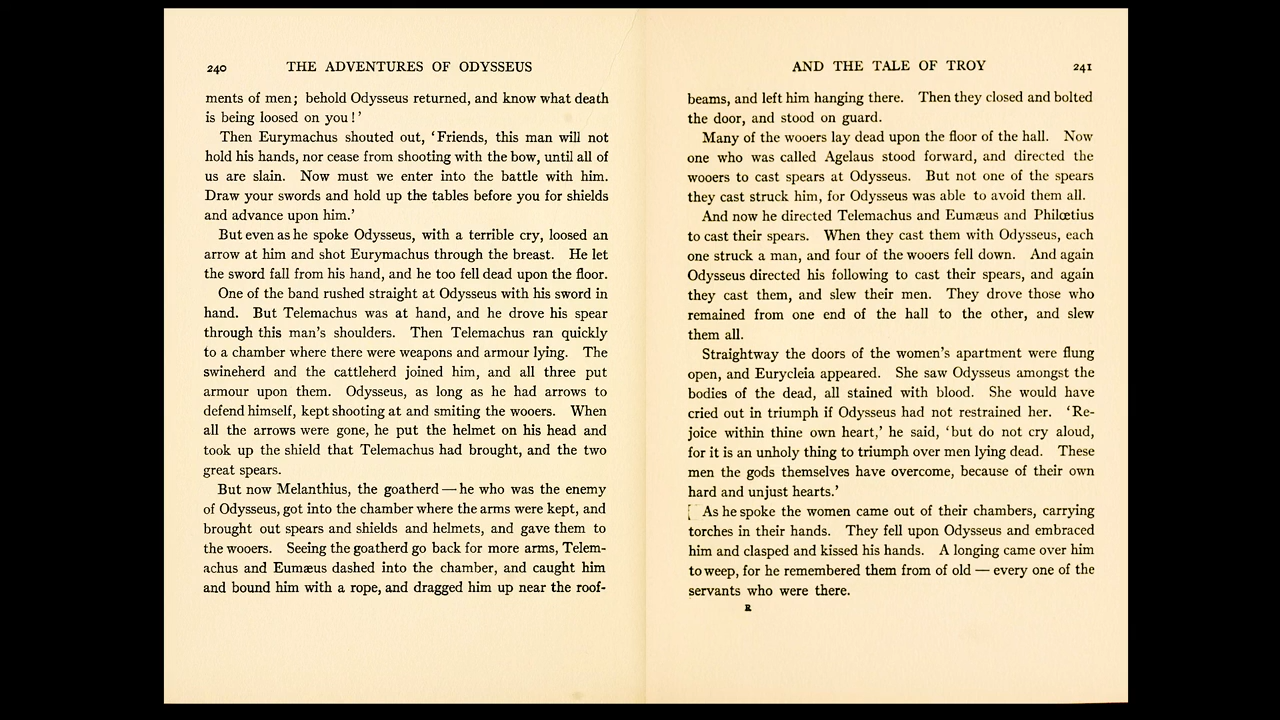 240 THE ADVENTURES OF ODYSSEUS
ments of men; behold Odysseus returned, and know what death
is being loosed on you!’
Then Eurymachus shouted out, ‘Friends, this man will not
hold his hands, nor cease from shooting with the bow, until all of
us are slain. Now must we enter into the battle with him.
Draw your swords and hold up the tables before you for shields
and advance upon him.’
But even as he spoke Odysseus, with a terrible cry, loosed an
arrow at him and shot Eurymachus through the breast. He let
the sword fall from his hand, and he too fell dead upon the floor.
One of the band rushed straight at Odysseus with his sword in
hand. But Telemachus was at hand, and he drove his spear
through this man’s shoulders. Then Telemachus ran quickly
to a chamber where there were weapons and armour lying. The
swineherd and the cattleherd joined him, and all three put
armour upon them. Odysseus, as long as he had arrows to
defend himself, kept shooting at and smiting the wooers. When
all the arrows were gone, he put the helmet on his head and
took up the shield that Telemachus had brought, and the two
great spears.
But now Melanthius, the goatherd — he who was the enemy
of Odysseus, got into the chamber where the arms were kept, and
brought out spears and shields and helmets, and gave them to
the wooers. Seeing the goatherd go back for more arms, Telem-
achus and Eumæus dashed into the chamber, and caught him
and bound him with a rope, and dragged him up near the roof-
AND THE TALE OF TROY 241
beams, and left him hanging there. Then they closed and bolted
the door, and stood on guard.
Many of the wooers lay dead upon the floor of the hall. Now
one who was called Agelaus stood forward, and directed the
wooers to cast spears at Odysseus. But not one of the spears
they cast struck him, for Odysseus was able to avoid them all.
And now he directed Telemachus and Eumæus and Philœtius
to cast their spears. When they cast them with Odysseus, each
one struck a man, and four of the wooers fell down. And again
Odysseus directed his following to cast their spears, and again
they cast them, and slew their men. They drove those who
remained from one end of the hall to the other, and slew
them all.
Straightway the doors of the women’s apartment were flung
open, and Eurycleia appeared. She saw Odysseus amongst the
bodies of the dead, all stained with blood. She would have
cried out in triumph if Odysseus had not restrained her. ‘Re-
joice within thine own heart,’ he said, ‘but do not cry aloud,
for it is an unholy thing to triumph over men lying dead. These
men the gods themselves have overcome, because of their own
hard and unjust hearts.’
As he spoke the women came out of their chambers, carrying
torches in their hands. They fell upon Odysseus and embraced
him and clasped and kissed his hands. A longing came over him
to weep, for he remembered them from of old — every one of the
servants who were there.
R